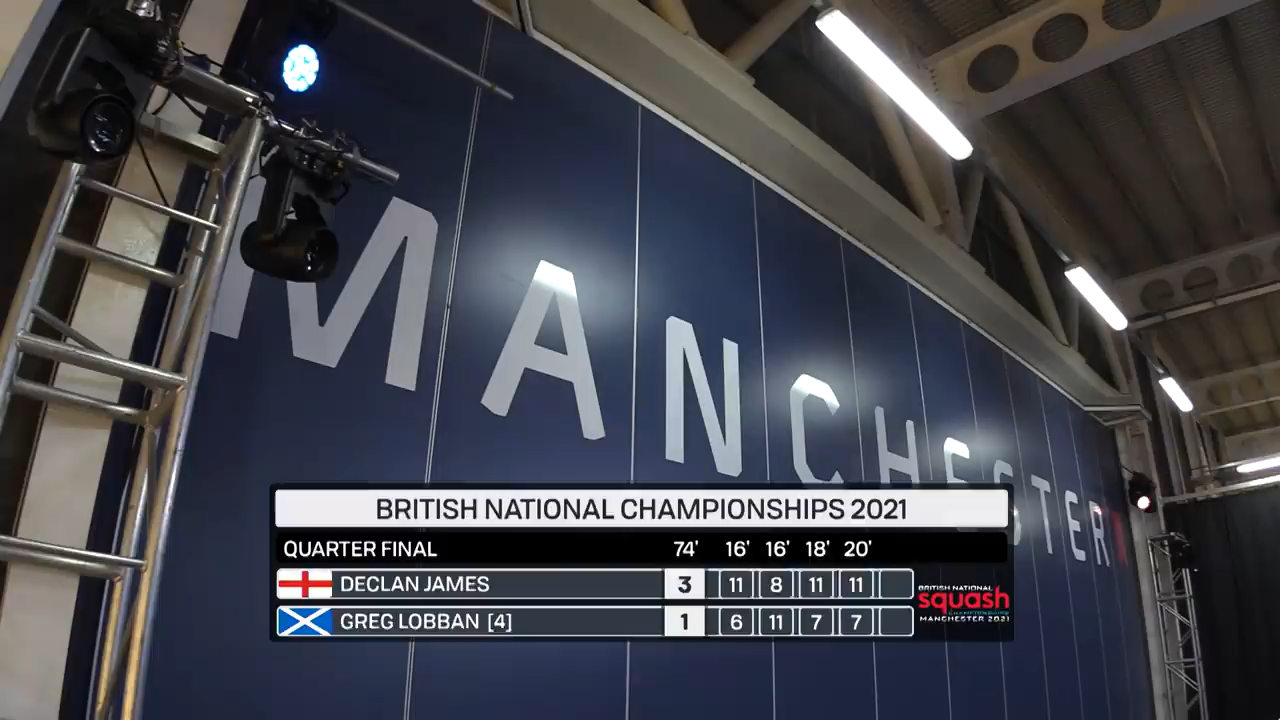 MANCHESTER
BRITISH NATIONAL CHAMPIONSHIPS 2021
QUARTER FINAL 74' 16' 16' 18' 20'
DECLAN JAMES 3 11 8 11 11
GREG LOBBAN [4] 1 6 11 7 7
BRITISH NATIONAL
squash
CHAMPIONSHIPS
MANCHESTER 2021